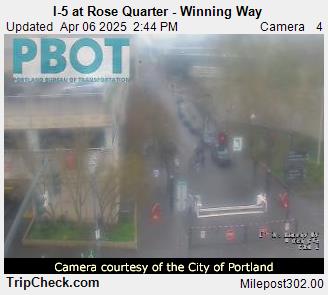 I-5 at Rose Quarter - Winning Way
Updated Apr 06 2025 2:44 PM Camera 4
PBOT
PORTLAND BUREAU OF TRANSPORTATION
Camera courtesy of the City of Portland
TripCheck.com Milepost302.00